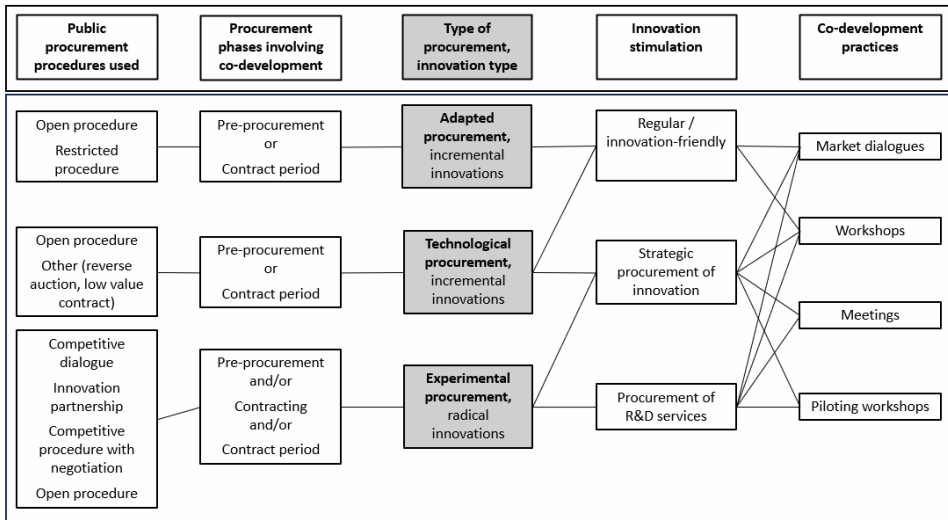 Public
procurement
procedures used
Procurement
phases involving
co-development
Type of
procurement,
innovation type
Innovation
stimulation
Co-development
practices
Open procedure
Restricted
procedure
Pre-procurement
or
Contract period
Adapted
procurement,
incremental
innovations
Regular /
innovation-friendly
Market dialogues
Open procedure
Other (reverse
auction, low value
contract)
Pre-procurement
or
Contract period
Technological
procurement,
incremental
innovations
Strategic
procurement of
innovation
Workshops
Meetings
Competitive
dialogue
Innovation
partnership
Competitive
procedure with
negotiation
Open procedure
Pre-procurement
and/or
Contracting
and/or
Contract period
Experimental
procurement,
radical
innovations
Procurement of
R&D services
Piloting workshops